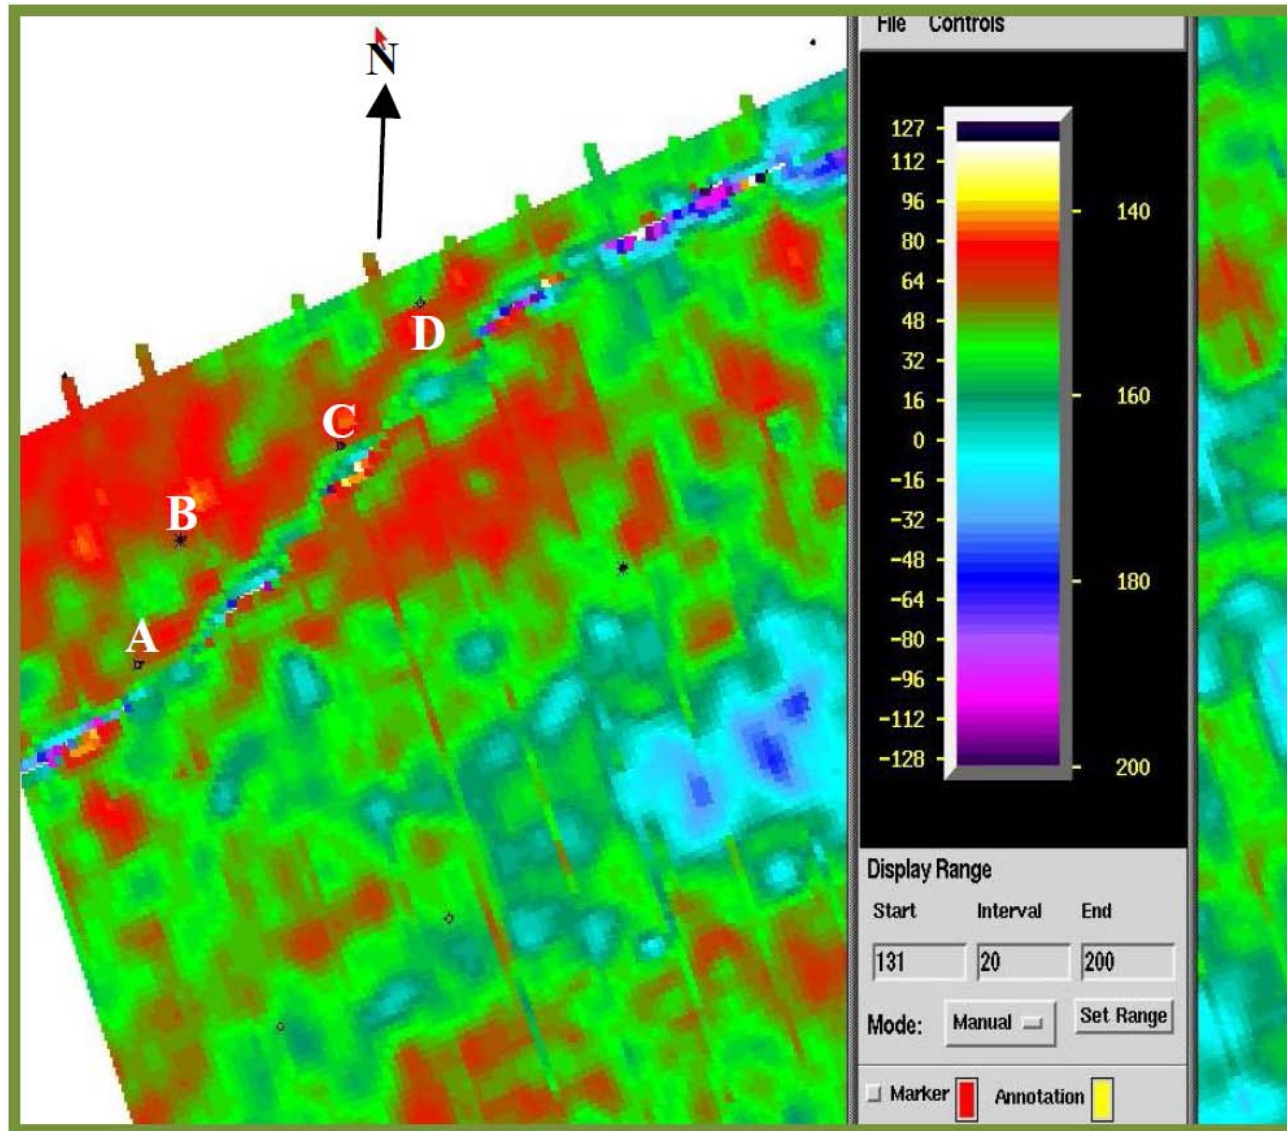 N
D
C
B
A
File Controls
127
112
96
80
64
48
32
16
0
-16
-32
-48
-64
-80
-96
-112
-128
140
160
180
200
Display Range
Start Interval End
131 20 200
Mode: Manual Set Range
Marker Annotation